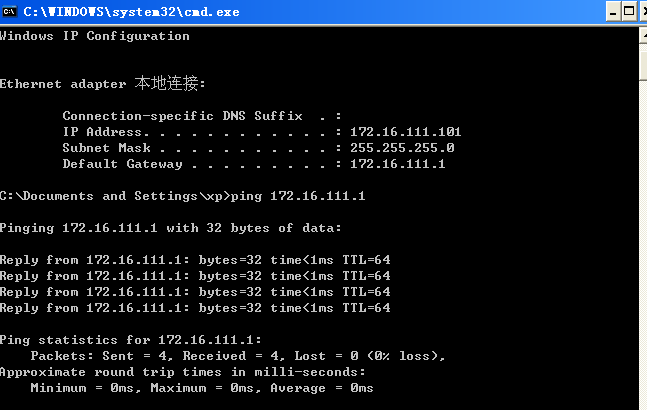 C:\WINDOWS\system32\cmd.exe
Windows IP Configuration
Ethernet adapter 本地连接:
Connection-specific DNS Suffix  . :
IP Address. . . . . . . . . . . . : 172.16.111.101
Subnet Mask . . . . . . . . . . . : 255.255.255.0
Default Gateway . . . . . . . . . : 172.16.111.1
C:\Documents and Settings\xp>ping 172.16.111.1
Pinging 172.16.111.1 with 32 bytes of data:
Reply from 172.16.111.1: bytes=32 time<1ms TTL=64
Reply from 172.16.111.1: bytes=32 time<1ms TTL=64
Reply from 172.16.111.1: bytes=32 time<1ms TTL=64
Reply from 172.16.111.1: bytes=32 time<1ms TTL=64
Ping statistics for 172.16.111.1:
Packets: Sent = 4, Received = 4, Lost = 0 (0% loss),
Approximate round trip times in milli-seconds:
Minimum = 0ms, Maximum = 0ms, Average = 0ms